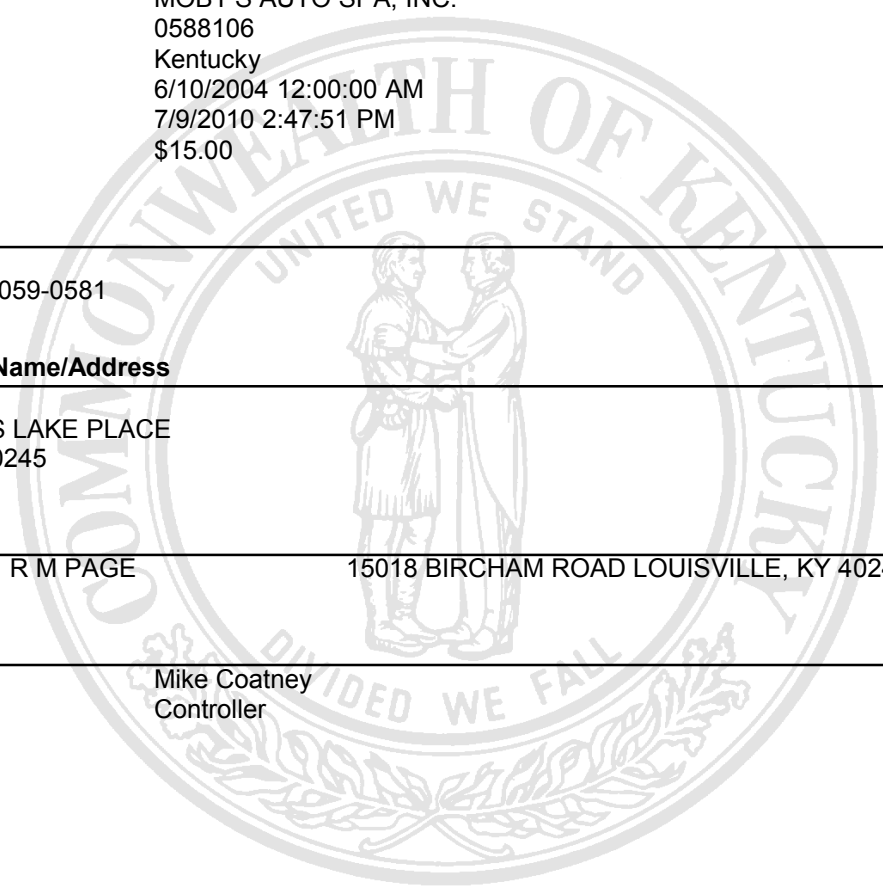 MOBY'S AUTO SPA, INC.
0588106
Kentucky
6/10/2004 12:00:00 AM
7/9/2010 2:47:51 PM
$15.00
059-0581
Name/Address
S LAKE PLACE
0245
R M PAGE 15018 BIRCHAM ROAD LOUISVILLE, KY 4024
Mike Coatney
Controller
COMMONWEALTH OF KENTUCKY
UNITED WE STAND
DIVIDED WE FALL